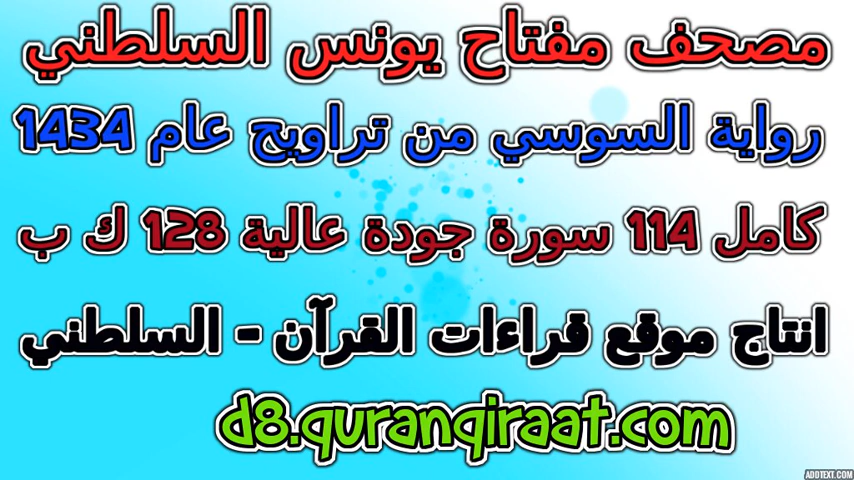 مصحف مفتاح يونس السلطني
رواية السوسي من تراويح عام 1434
كامل 114 سورة جودة عالية 128 ك ب
انتاج موقع قراءات القرآن - السلطني
d8.quranqiraat.com
ADDTEXT.COM